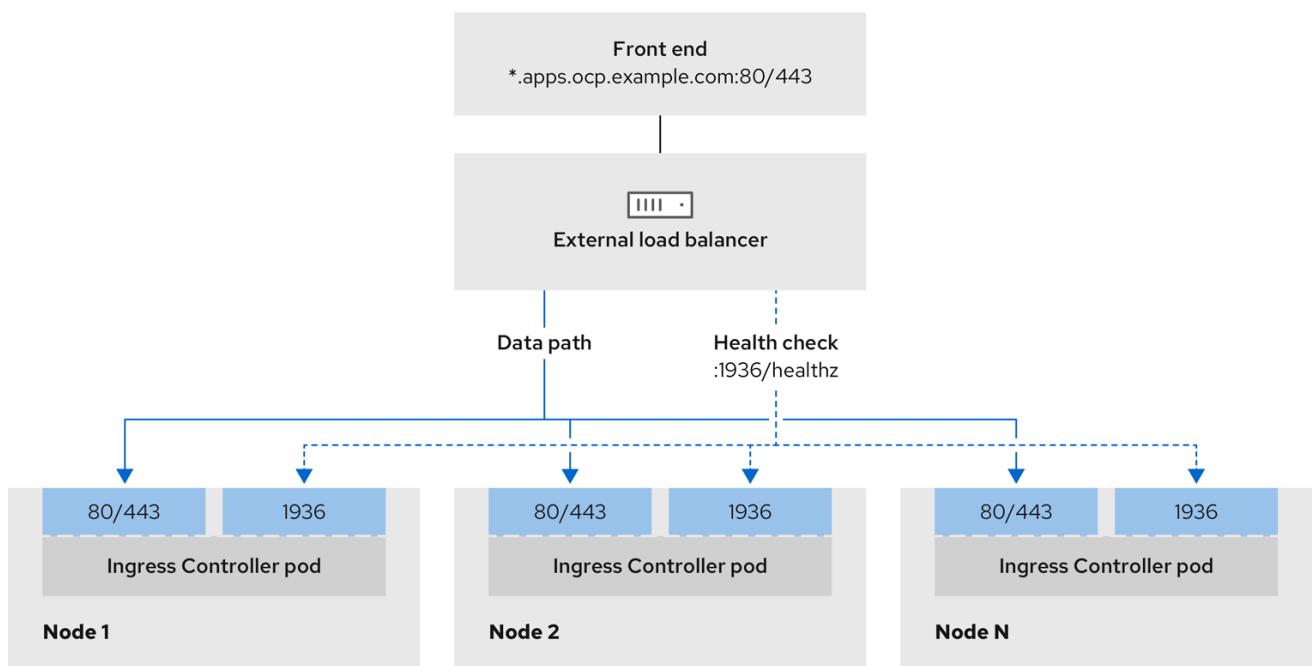 Front end
*.apps.ocp.example.com:80/443
External load balancer
Data path
Health check
:1936/healthz
80/443
1936
80/443
1936
80/443
1936
Ingress Controller pod
Ingress Controller pod
Ingress Controller pod
Node 1
Node 2
Node N